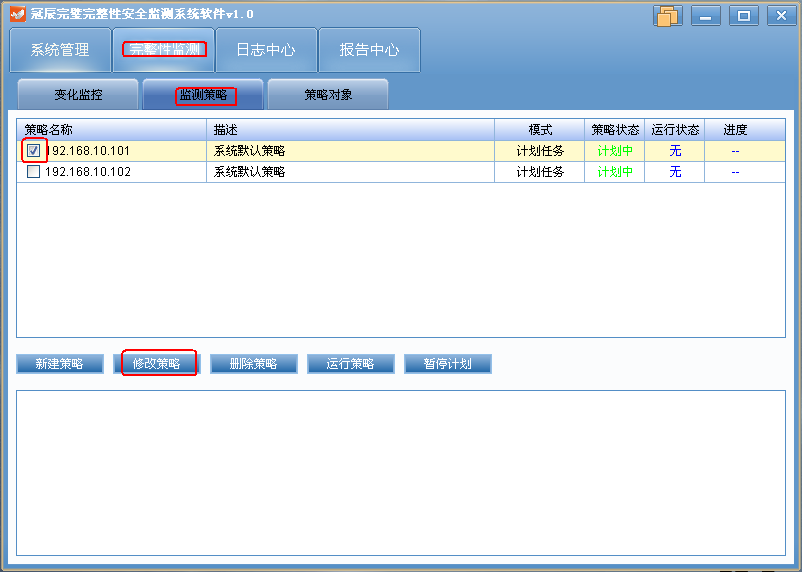 冠辰完璧完整性安全监测系统软件v1.0
系统管理 完整性监测 日志中心 报告中心
变化监控 监测策略 策略对象
策略名称 描述 模式 策略状态 运行状态 进度
192.168.10.101 系统默认策略 计划任务 计划中 无 --
192.168.10.102 系统默认策略 计划任务 计划中 无 --
新建策略 修改策略 删除策略 运行策略 暂停计划